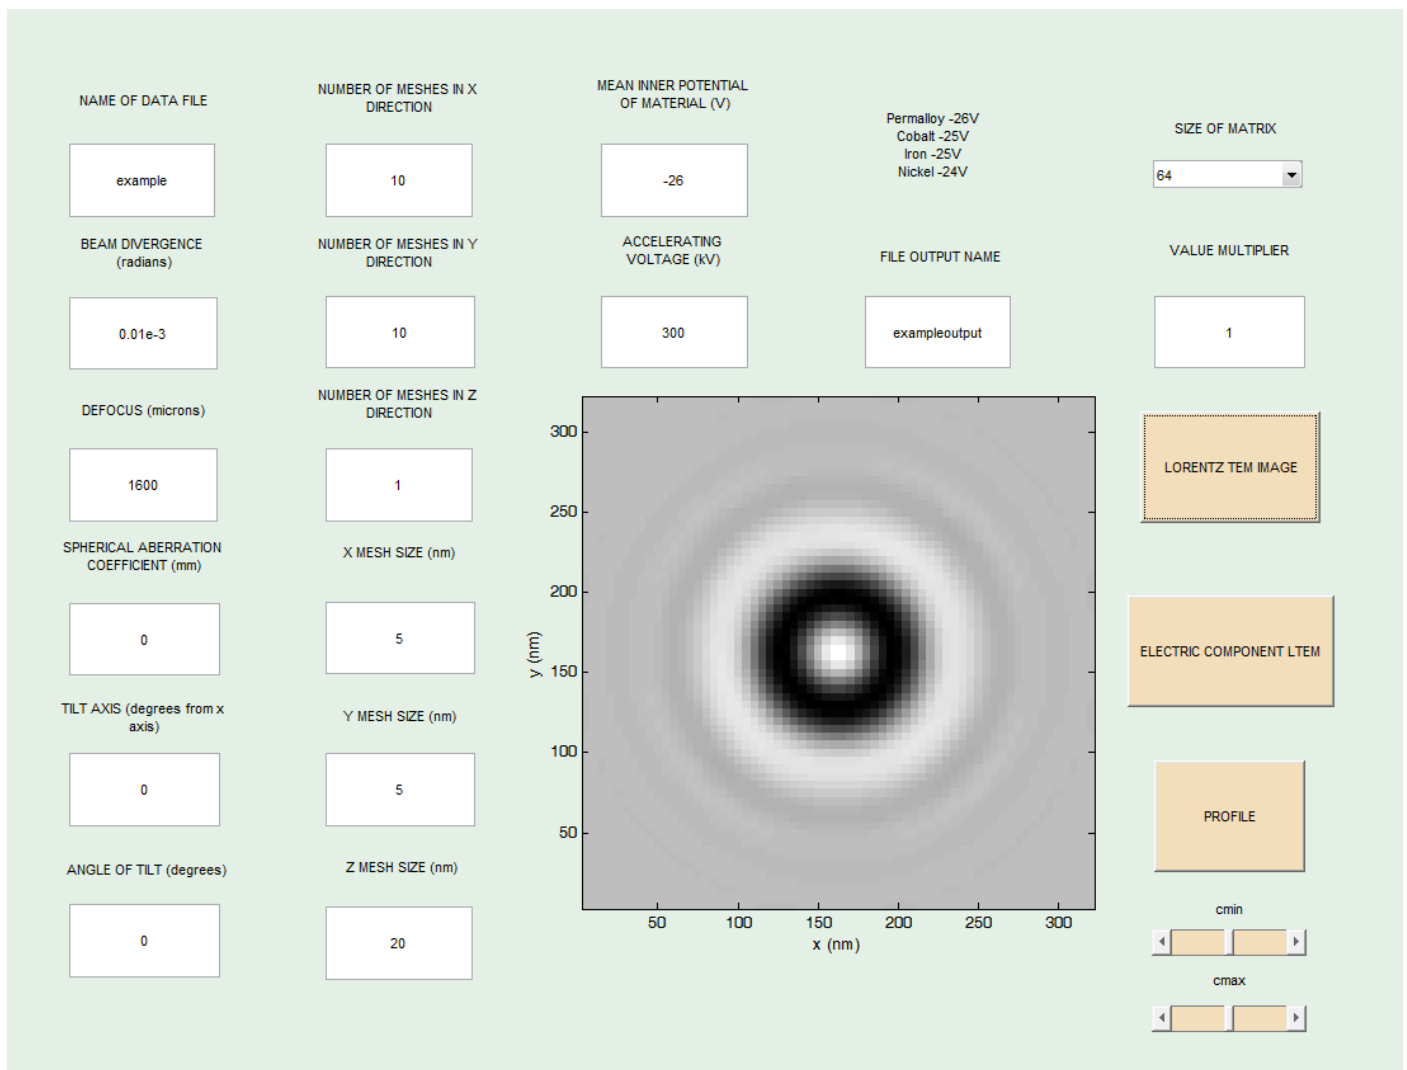 NAME OF DATA FILE
example
BEAM DIVERGENCE
(radians)
0.01e-3
DEFOCUS (microns)
1600
SPHERICAL ABERRATION
COEFFICIENT (mm)
0
TILT AXIS (degrees from x
axis)
0
ANGLE OF TILT (degrees)
0
NUMBER OF MESHES IN X
DIRECTION
10
NUMBER OF MESHES IN Y
DIRECTION
10
NUMBER OF MESHES IN Z
DIRECTION
1
X MESH SIZE (nm)
5
Y MESH SIZE (nm)
5
Z MESH SIZE (nm)
20
MEAN INNER POTENTIAL
OF MATERIAL (V)
-26
ACCELERATING
VOLTAGE (kV)
300
Permalloy -26V
Cobalt -25V
Iron -25V
Nickel -24V
FILE OUTPUT NAME
exampleoutput
SIZE OF MATRIX
64
VALUE MULTIPLIER
1
300
250
200
150
100
50
y (nm)
50 100 150 200 250 300
x (nm)
LORENTZ TEM IMAGE
ELECTRIC COMPONENT LTEM
PROFILE
cmin
cmax